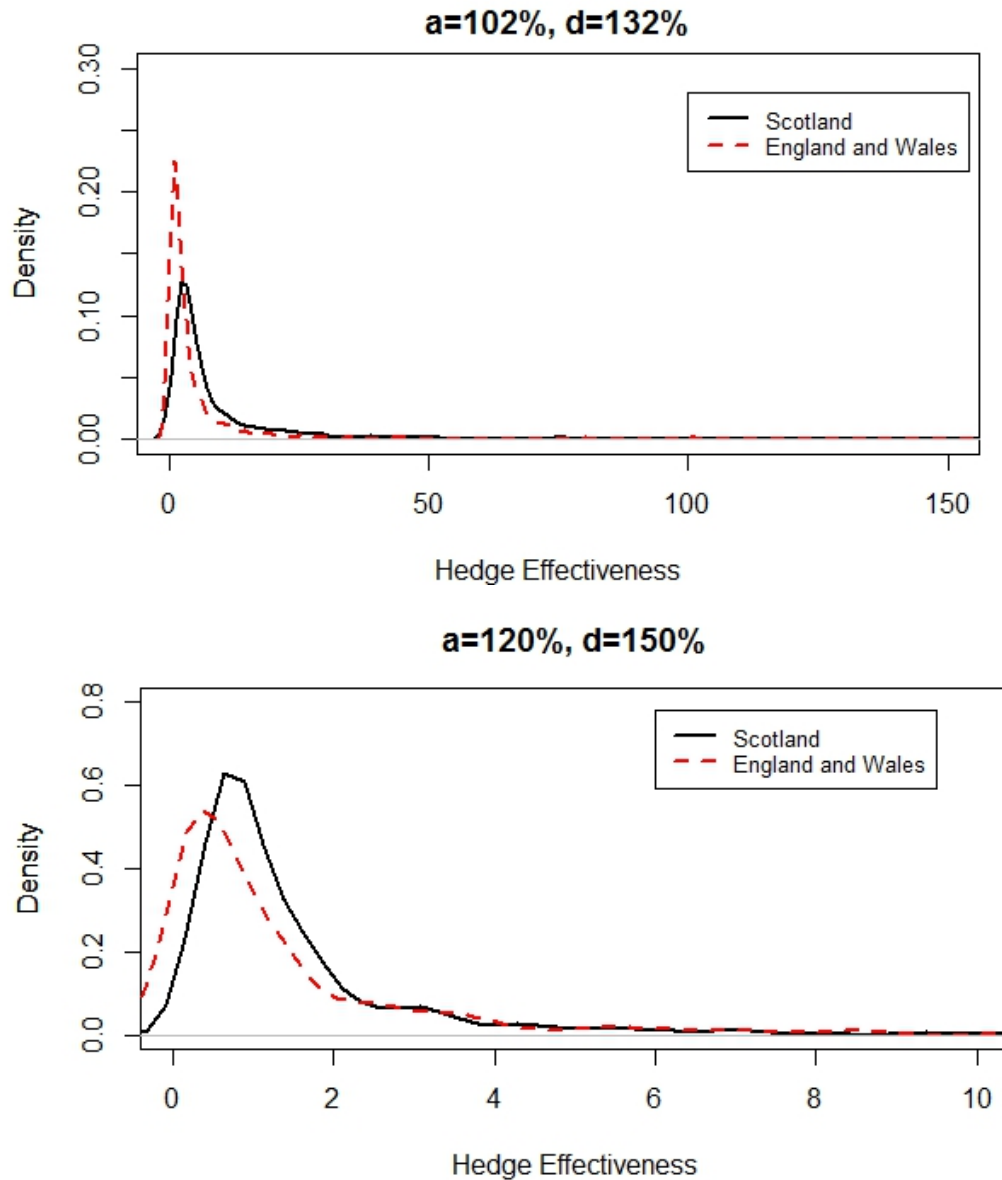 a=102%, d=132%
0.30
0.20
0.10
0.00
Density
Scotland
England and Wales
0 50 100 150
Hedge Effectiveness
a=120%, d=150%
0.8
0.6
0.4
0.2
0.0
Density
Scotland
England and Wales
0 2 4 6 8 10
Hedge Effectiveness